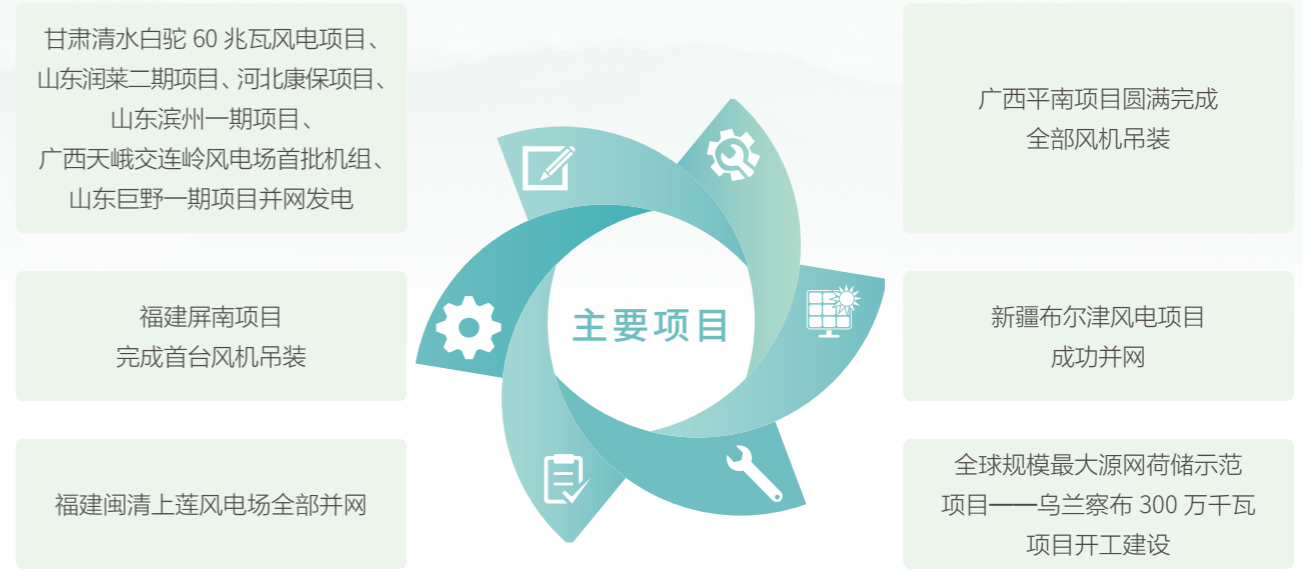 甘肃清水白驼 60 兆瓦风电项目、
山东润莱二期项目、河北康保项目、
山东滨州一期项目、
广西天峨交连岭风电场首批机组、
山东巨野一期项目并网发电
福建屏南项目
完成首台风机吊装
福建闽清上莲风电场全部并网
主要项目
广西平南项目圆满完成
全部风机吊装
新疆布尔津风电项目
成功并网
全球规模最大源网荷储示范
项目——乌兰察布 300 万千瓦
项目开工建设